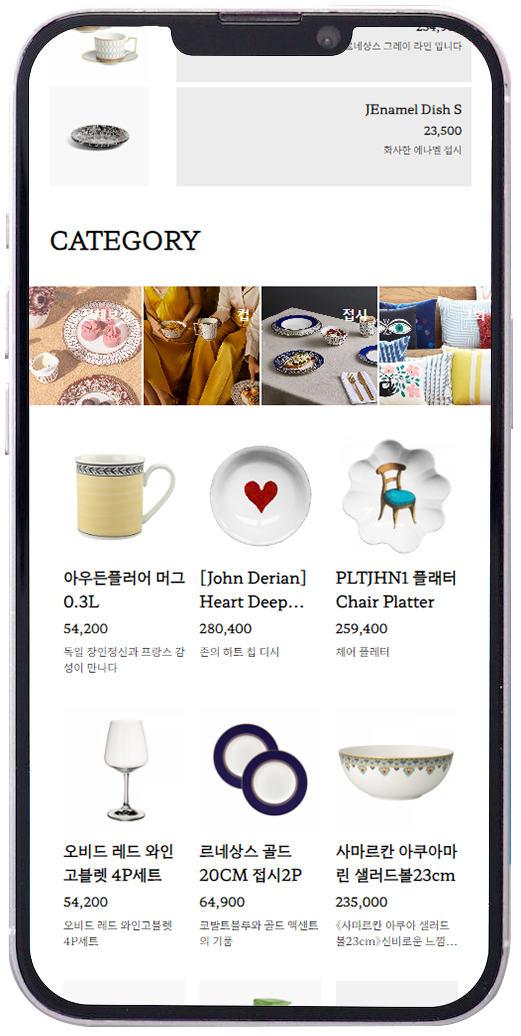 르네상스 그레이 라인 입니다
JEnamel Dish S
23,500
화사한 에나멜 접시
CATEGORY
전체보기 컵 접시
아우든플러어 머그 [John Derian] PLTJHN1 플래터
0.3L Heart Deep... Chair Platter
54,200 280,400 259,400
독일 장인정신과 프랑스 감 존의 하트 칩 디시 체어 플레터
성이 만나다
오비드 레드 와인 르네상스 골드 사마르칸 아쿠아마
고블렛 4P세트 20CM 접시2P 린 샐러드볼23cm
54,200 64,900 235,000
오비드 레드 와인고블렛 코발트블루와 골드 액센트 《사마르칸 아쿠아 샐러드
4P세트 의 기품 볼23cm》신비로운 느낌...